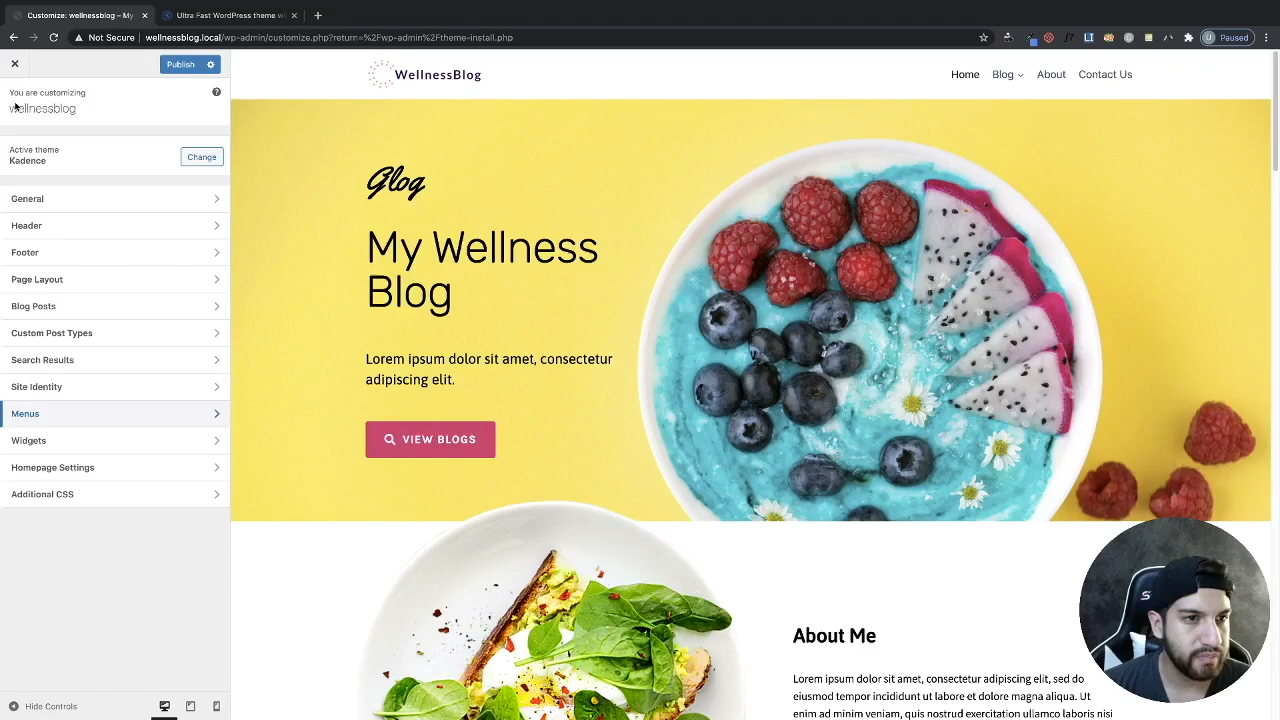 Customize: wellnessblog – My
Ultra Fast WordPress theme wi
Not Secure
wellnessblog.local/wp-admin/customize.php?return=%2Fwp-admin%2Ftheme-install.php
Paused
Publish
You are customizing
wellnessblog
Active theme
Kadence
Change
General
Header
Footer
Page Layout
Blog Posts
Custom Post Types
Search Results
Site Identity
Menus
Widgets
Homepage Settings
Additional CSS
Hide Controls
WellnessBlog
Home
Blog
About
Contact Us
Glog
My Wellness
Blog
Lorem ipsum dolor sit amet, consectetur
adipiscing elit.
VIEW BLOGS
About Me
Lorem ipsum dolor sit amet, consectetur adipiscing elit, sed do
eiusmod tempor incididunt ut labore et dolore magna aliqua. Ut
enim ad minim veniam, quis nostrud exercitation ullamco laboris nisi